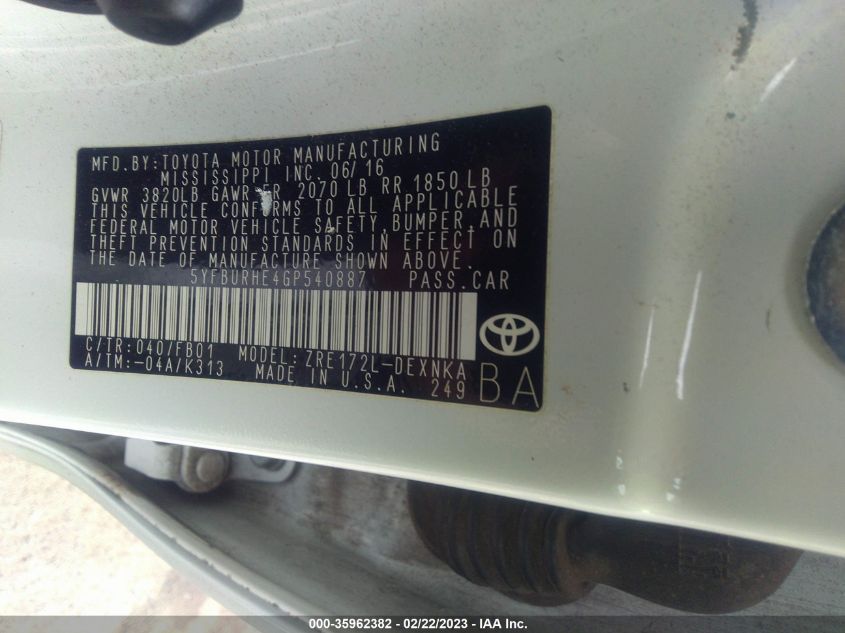 MFD. BY: TOYOTA MOTOR MANUFACTURING
MISSISSIPPI INC. 06/16
GVWR 3820LB GAWR FR 2070 LB RR 1850 LB
THIS VEHICLE CONFORMS TO ALL APPLICABLE
FEDERAL MOTOR VEHICLE SAFETY, BUMPER, AND
THEFT PREVENTION STANDARDS IN EFFECT ON
THE DATE OF MANUFACTURE SHOWN ABOVE.
5YFBURHE4GP540887 PASS. CAR
C/TR: 040/FB01 MODEL: ZRE172L-DEXNKA
A/TM: -04A/K313 MADE IN U.S.A. 249
BA
000-35962382 - 02/22/2023 - IAA Inc.